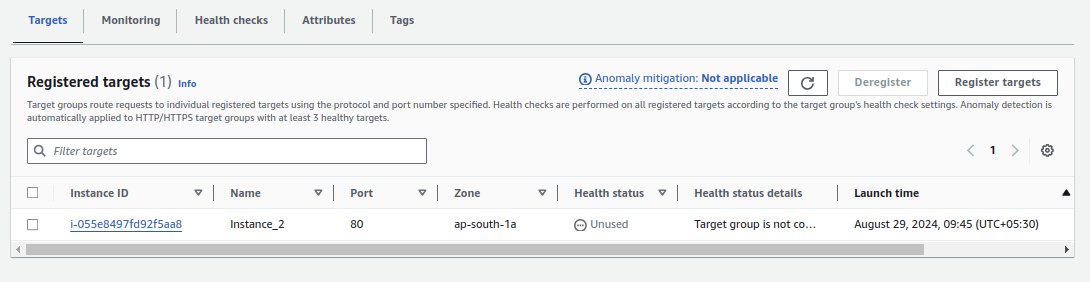 Targets Monitoring Health checks Attributes Tags
Registered targets (1) Info
Anomaly mitigation: Not applicable
Deregister
Register targets
Target groups route requests to individual registered targets using the protocol and port number specified. Health checks are performed on all registered targets according to the target group's health check settings. Anomaly detection is
automatically applied to HTTP/HTTPS target groups with at least 3 healthy targets.
Filter targets
1
Instance ID Name Port Zone Health status Health status details Launch time
i-055e8497fd92f5aa8 Instance_2 80 ap-south-1a Unused Target group is not co... August 29, 2024, 09:45 (UTC+05:30)